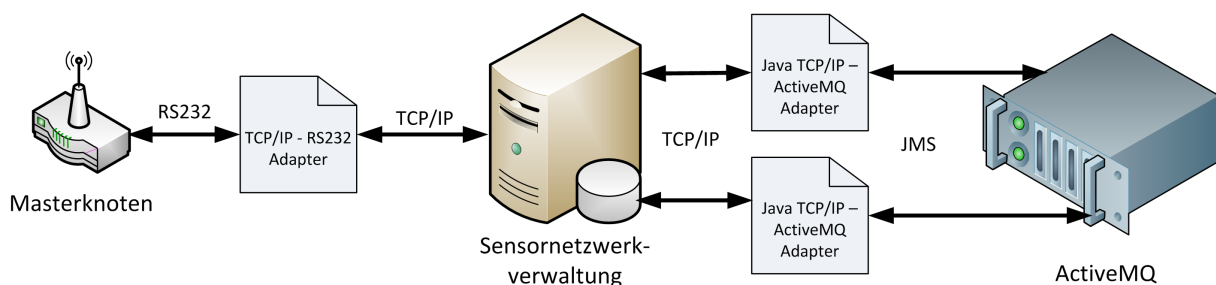 Masterknoten
RS232
TCP/IP - RS232
Adapter
TCP/IP
Sensornetzwerk-
verwaltung
TCP/IP
Java TCP/IP –
ActiveMQ
Adapter
Java TCP/IP –
ActiveMQ
Adapter
JMS
ActiveMQ